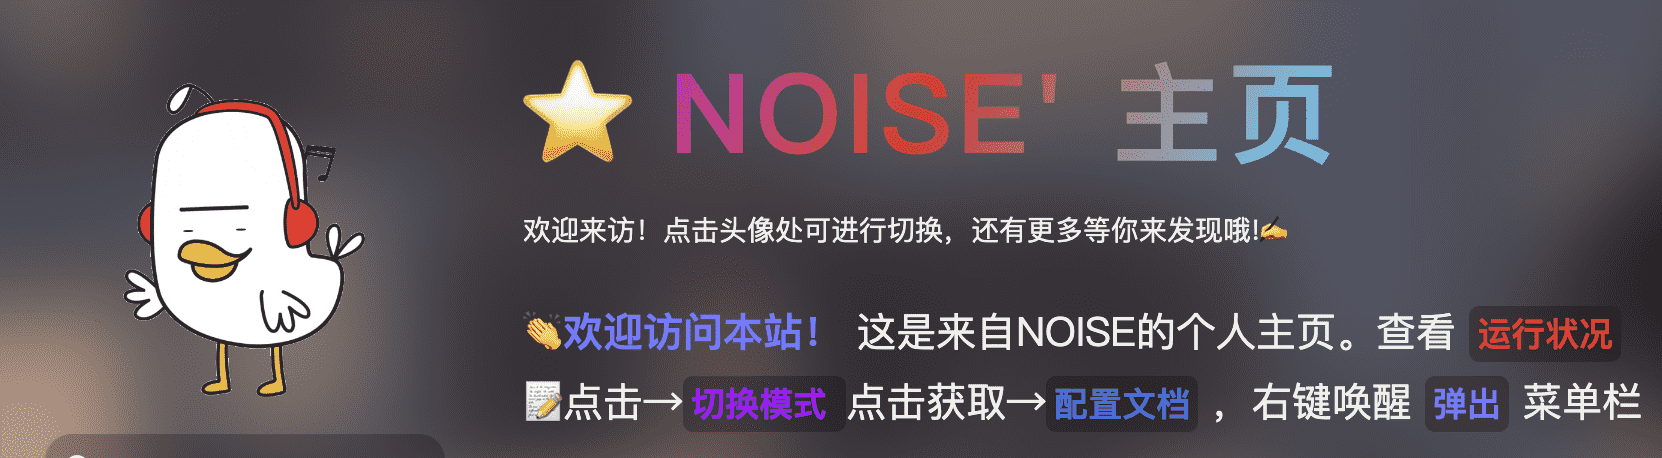 ⭐ NOISE' 主页
欢迎来访！点击头像处可进行切换，还有更多等你来发现哦!✍️
👏欢迎访问本站！ 这是来自NOISE的个人主页。查看 运行状况
📝点击→切换模式 点击获取→配置文档 ，右键唤醒 弹出 菜单栏